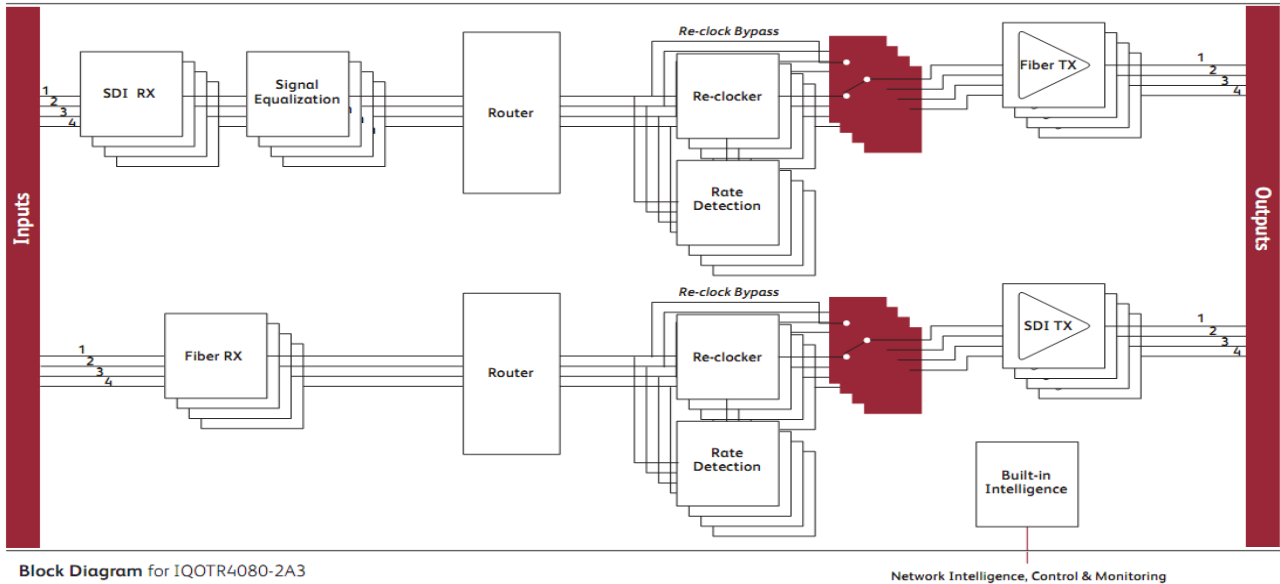 Re-clock Bypass
SDI RX
Signal
Equalization
Router
Re-clocker
Fiber TX
1
2
3
4
1
2
3
4
Rate
Detection
Inputs
Outputs
Re-clock Bypass
Fiber RX
Router
Re-clocker
SDI TX
1
2
3
4
1
2
3
4
Rate
Detection
Built-in
Intelligence
Block Diagram for IQOTR4080-2A3
Network Intelligence, Control & Monitoring